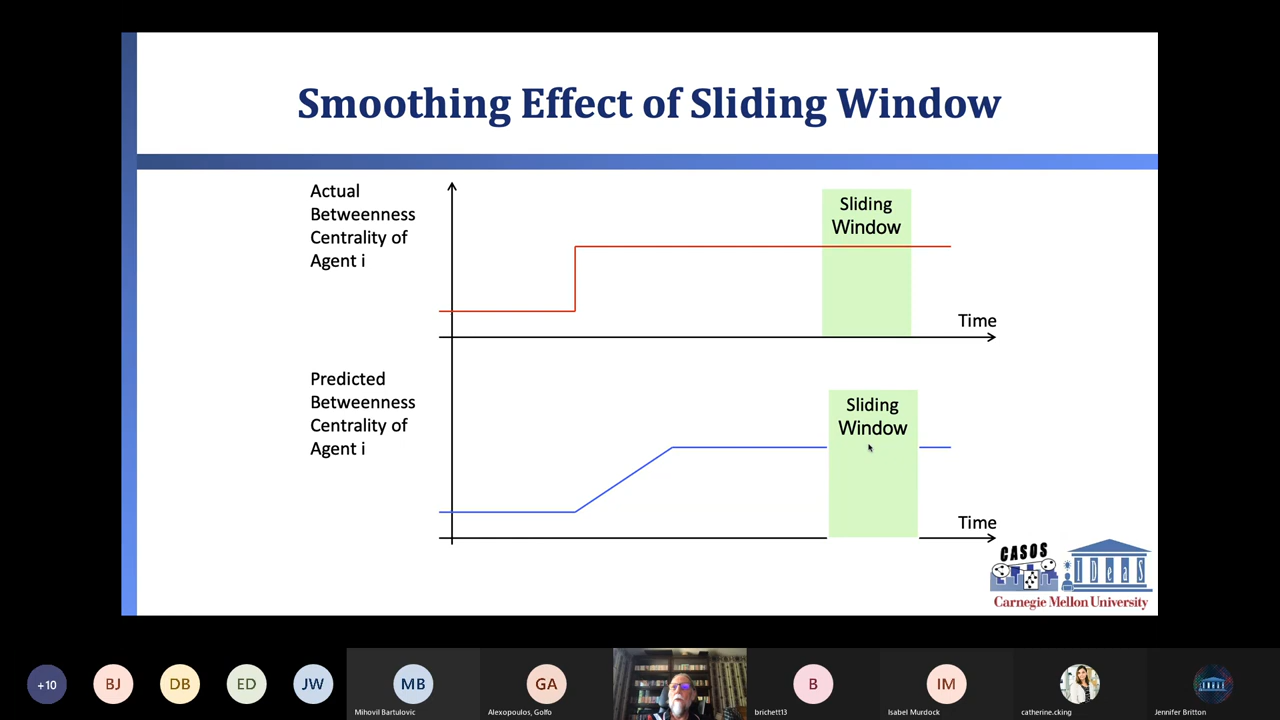 Smoothing Effect of Sliding Window
Actual
Betweenness
Centrality of
Agent i
Sliding
Window
Time
Predicted
Betweenness
Centrality of
Agent i
Sliding
Window
Time
CASOS
IDeaS
Carnegie Mellon University
+10
BJ
DB
ED
JW
MB
GA
B
IM
Mihovil Bartulovic
Alexopoulos, Golfo
brichett13
Isabel Murdock
catherine.cking
Jennifer Britton